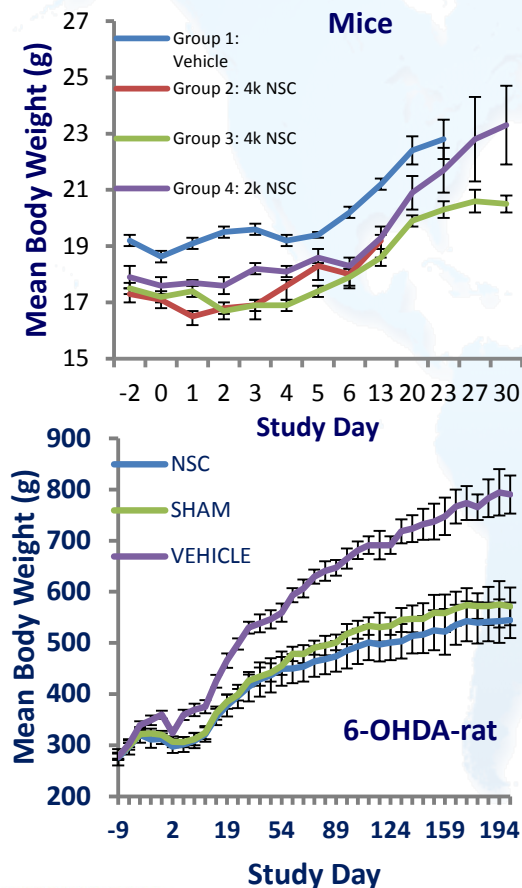 Mice
27
25
23
21
19
17
15
Mean Body Weight (g)
Group 1:
Vehicle
Group 2: 4k NSC
Group 3: 4k NSC
Group 4: 2k NSC
-2 0 1 2 3 4 5 6 13 20 23 27 30
Study Day
900
800
700
600
500
400
300
200
Mean Body Weight (g)
NSC
SHAM
VEHICLE
6-OHDA-rat
-9 2 19 54 89 124 159 194
Study Day